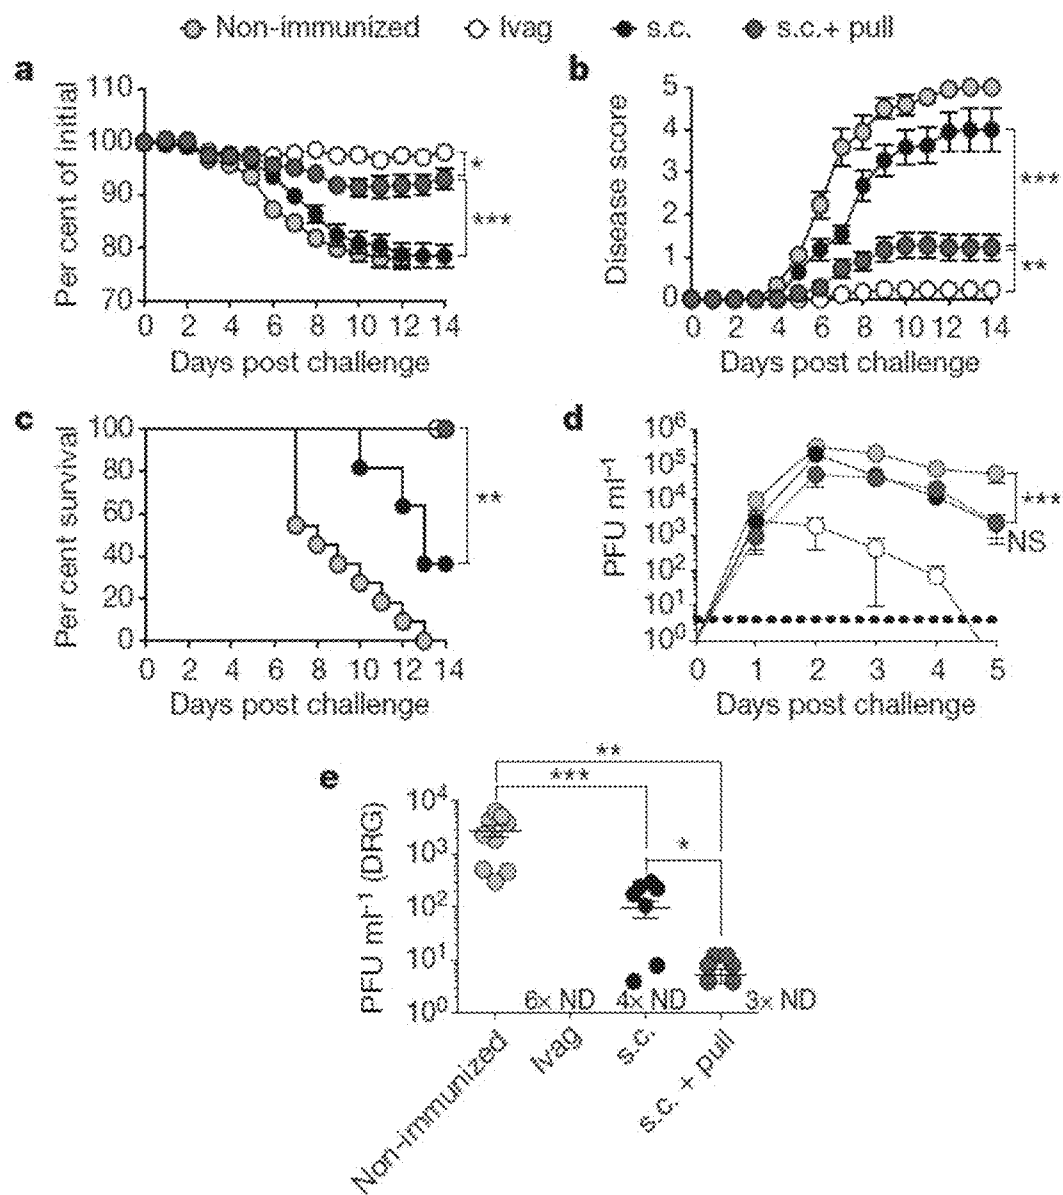 Non-immunized Ivag s.c. s.c.+ pull
a
Per cent of initial
110
100
90
80
70
*
***
0 2 4 6 8 10 12 14
Days post challenge
b
Disease score
5
4
3
2
1
0
***
**
0 2 4 6 8 10 12 14
Days post challenge
c
Per cent survival
100
80
60
40
20
0
**
0 2 4 6 8 10 12 14
Days post challenge
d
PFU ml⁻¹
10⁶
10⁵
10⁴
10³
10²
10¹
10⁰
***
NS
0 1 2 3 4 5
Days post challenge
e
PFU ml⁻¹ (DRG)
**
***
*
10⁴
10³
10²
10¹
10⁰
6× ND 4× ND 3× ND
Non-immunized
Ivag
s.c.
s.c. + pull